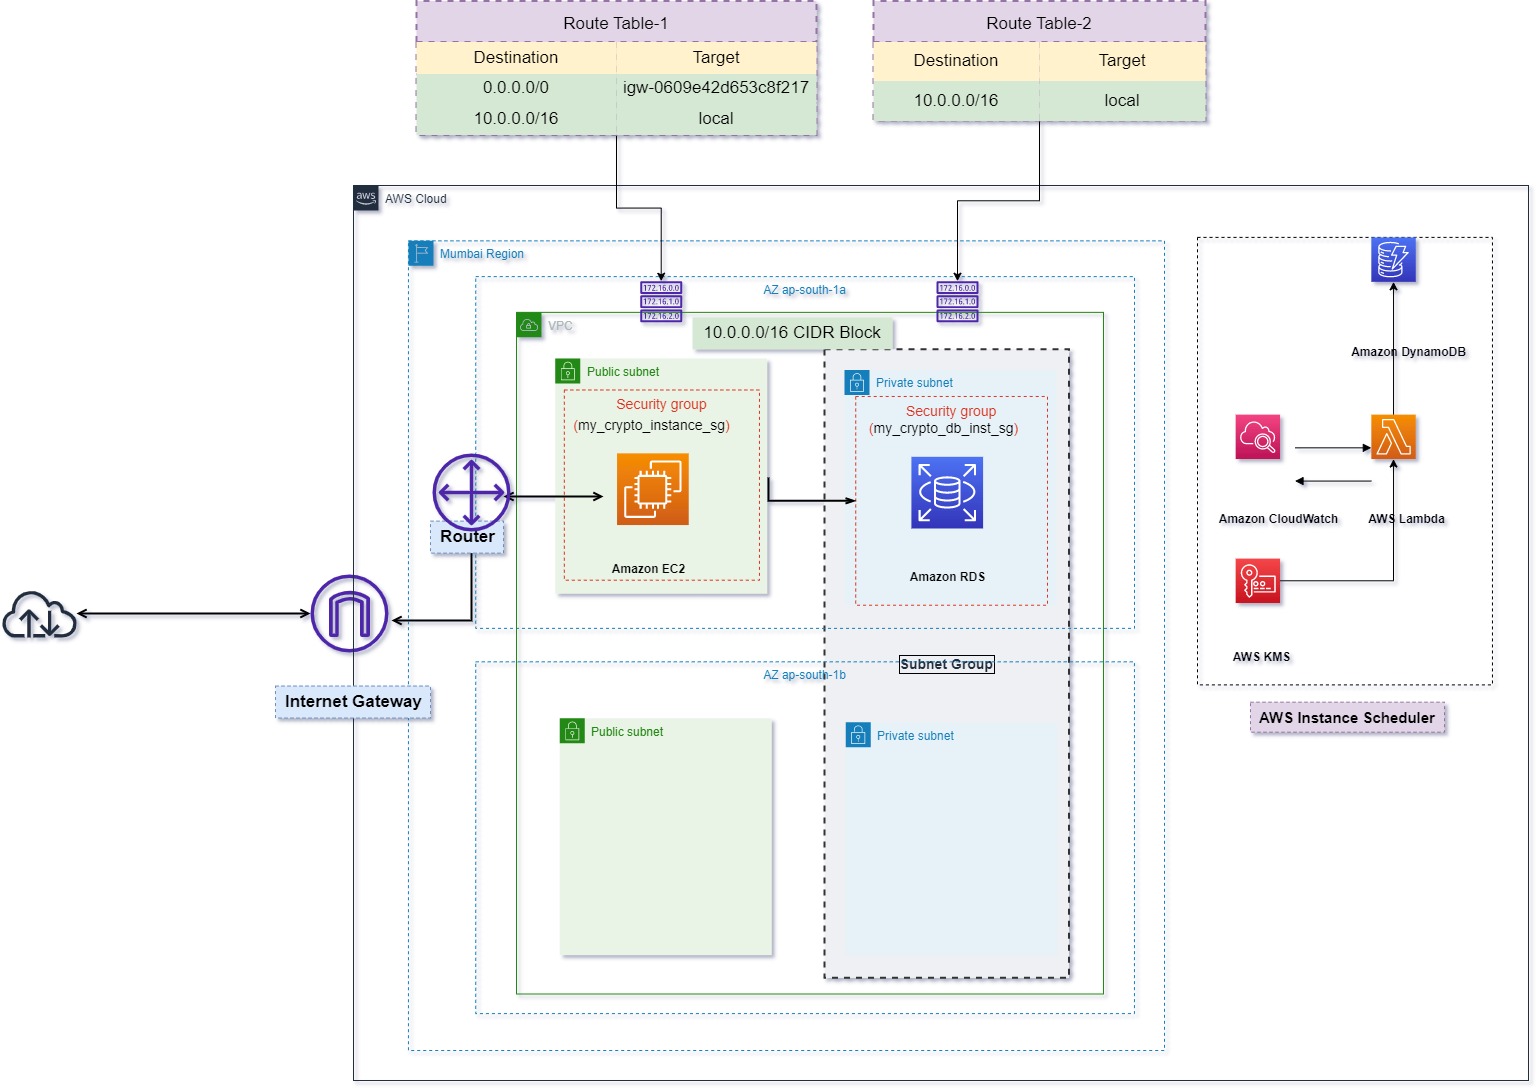 Route Table-1
Destination Target
0.0.0.0/0 igw-0609e42d653c8f217
10.0.0.0/16 local
Route Table-2
Destination Target
10.0.0.0/16 local
aws
AWS Cloud
Mumbai Region
AZ ap-south-1a
172.16.0.0
172.16.1.0
172.16.2.0
172.16.0.0
172.16.1.0
172.16.2.0
VPC
10.0.0.0/16 CIDR Block
Public subnet
Security group
(my_crypto_instance_sg)
Amazon EC2
Private subnet
Security group
(my_crypto_db_inst_sg)
Amazon RDS
Router
Internet Gateway
Subnet Group
AZ ap-south-1b
Public subnet
Private subnet
Amazon DynamoDB
Amazon CloudWatch
AWS Lambda
AWS KMS
AWS Instance Scheduler